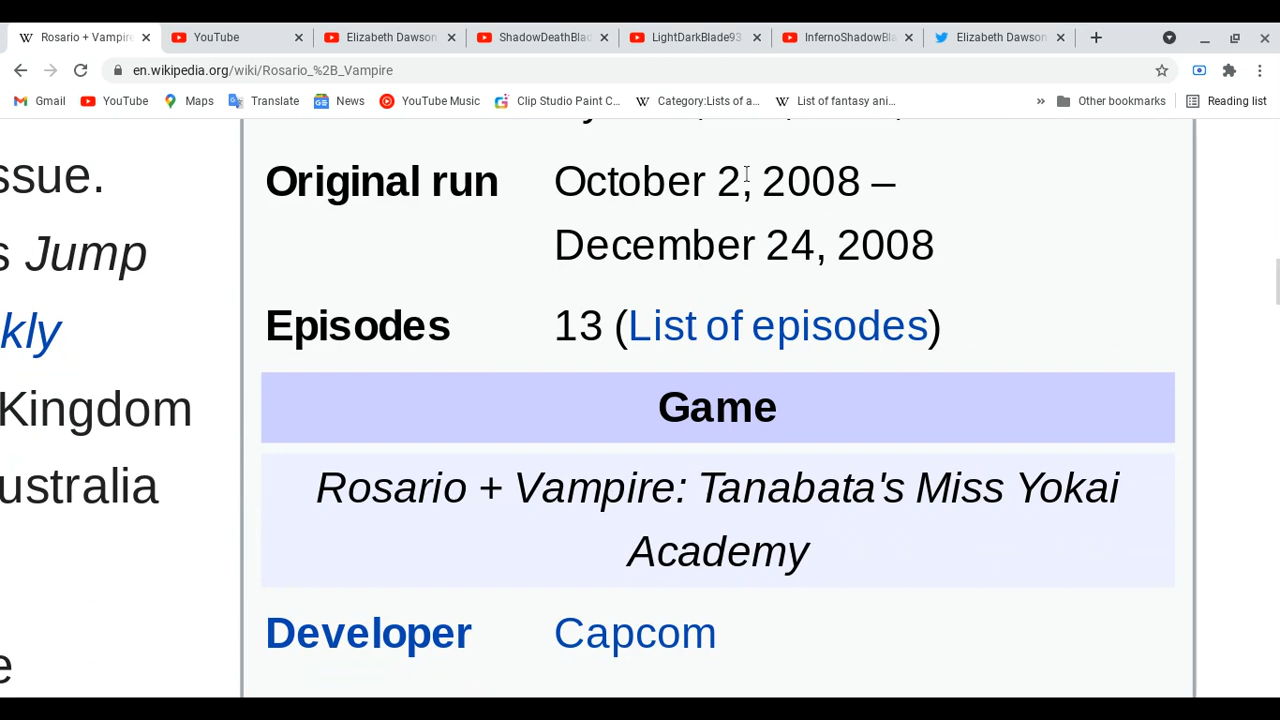 Rosario + Vampire
YouTube
Elizabeth Dawson
ShadowDeathBlad
LightDarkBlade93
InfernoShadowBla
Elizabeth Dawson
en.wikipedia.org/wiki/Rosario_%2B_Vampire
Gmail
YouTube
Maps
Translate
News
YouTube Music
Clip Studio Paint C...
Category:Lists of a...
List of fantasy ani...
»
Other bookmarks
Reading list
ssue.
s Jump
kly
Kingdom
ustralia
e
Original run October 2, 2008 –
December 24, 2008
Episodes 13 (List of episodes)
Game
Rosario + Vampire: Tanabata's Miss Yokai
Academy
Developer Capcom